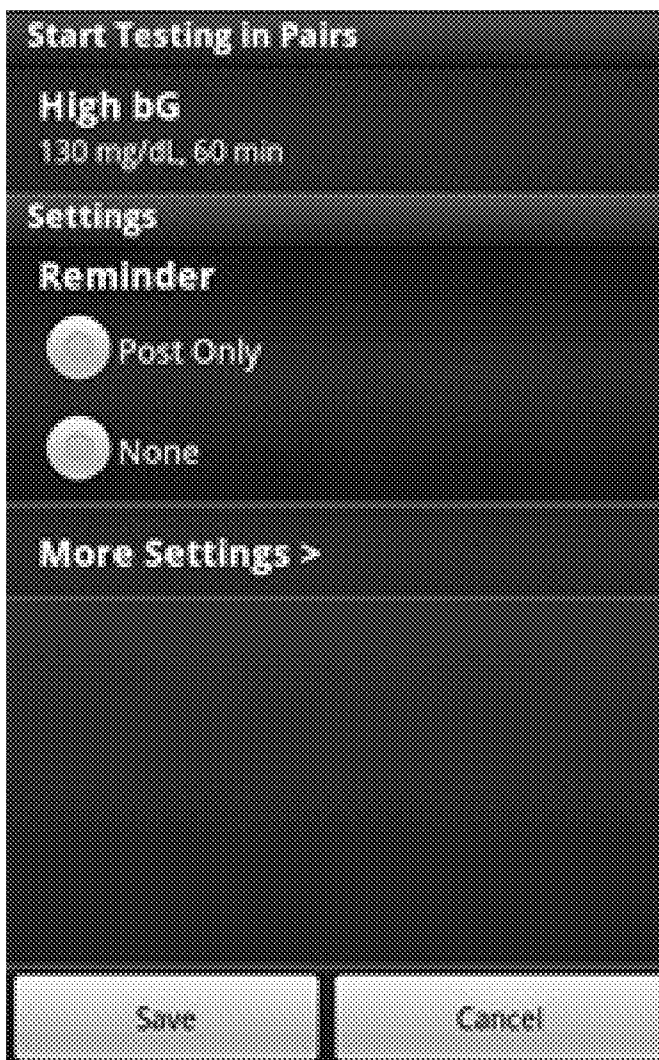 Start Testing in Pairs
High bG
130 mg/dL, 60 min
Settings
Reminder
Post Only
None
More Settings >
Save
Cancel